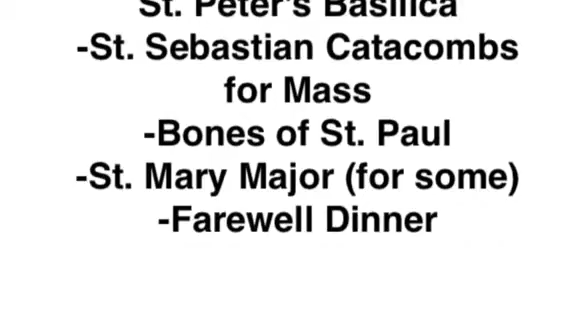 St. Peter's Basilica
-St. Sebastian Catacombs
for Mass
-Bones of St. Paul
-St. Mary Major (for some)
-Farewell Dinner